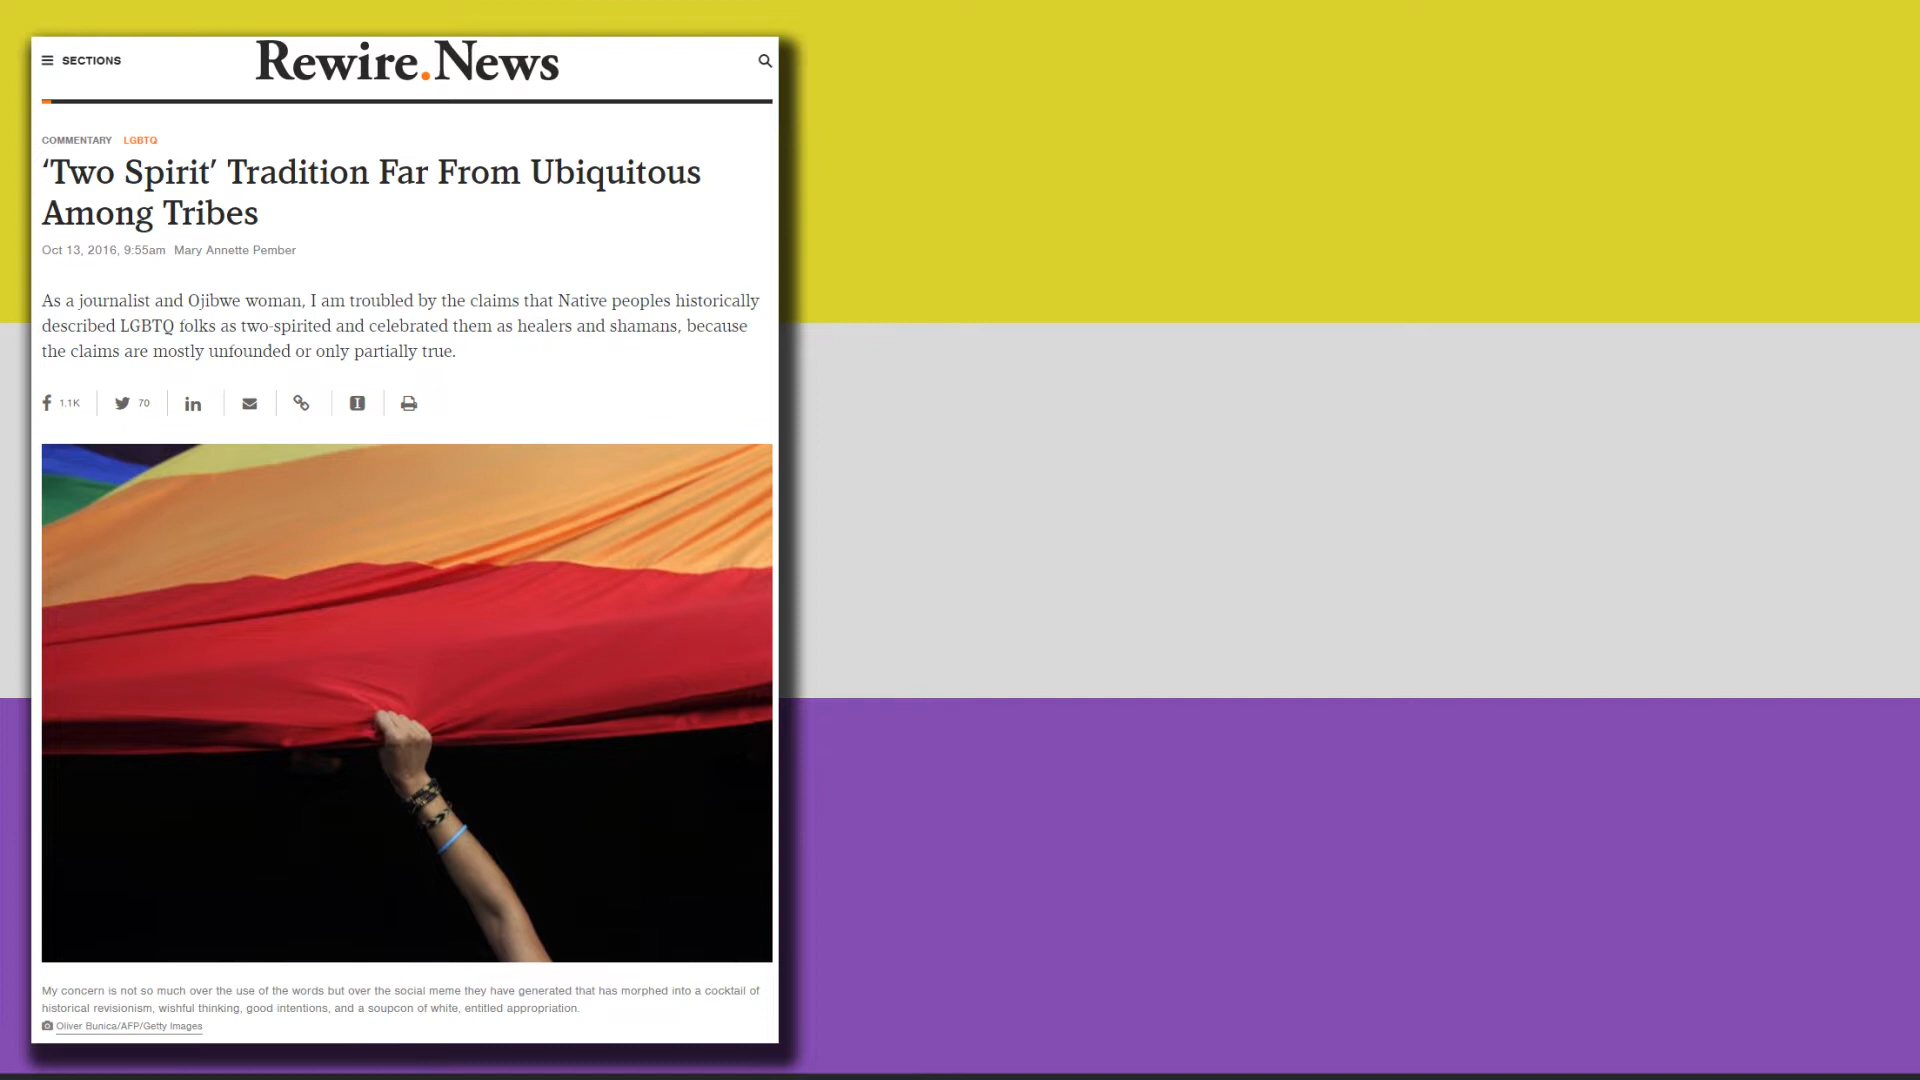 SECTIONS
Rewire.News
COMMENTARY LGBTQ
‘Two Spirit’ Tradition Far From Ubiquitous
Among Tribes
Oct 13, 2016, 9:55am Mary Annette Pember
As a journalist and Ojibwe woman, I am troubled by the claims that Native peoples historically
described LGBTQ folks as two-spirited and celebrated them as healers and shamans, because
the claims are mostly unfounded or only partially true.
1.1K 70
My concern is not so much over the use of the words but over the social meme they have generated that has morphed into a cocktail of
historical revisionism, wishful thinking, good intentions, and a soupcon of white, entitled appropriation.
Oliver Bunica/AFP/Getty Images